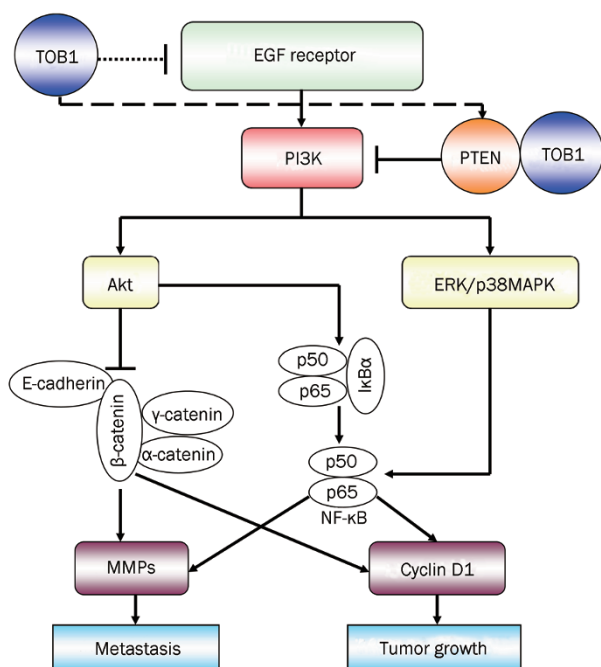 TOB1
EGF receptor
PI3K
PTEN
TOB1
Akt
ERK/p38MAPK
E-cadherin
β-catenin
γ-catenin
α-catenin
p50
p65
IκBα
p50
p65
NF-κB
MMPs
Cyclin D1
Metastasis
Tumor growth